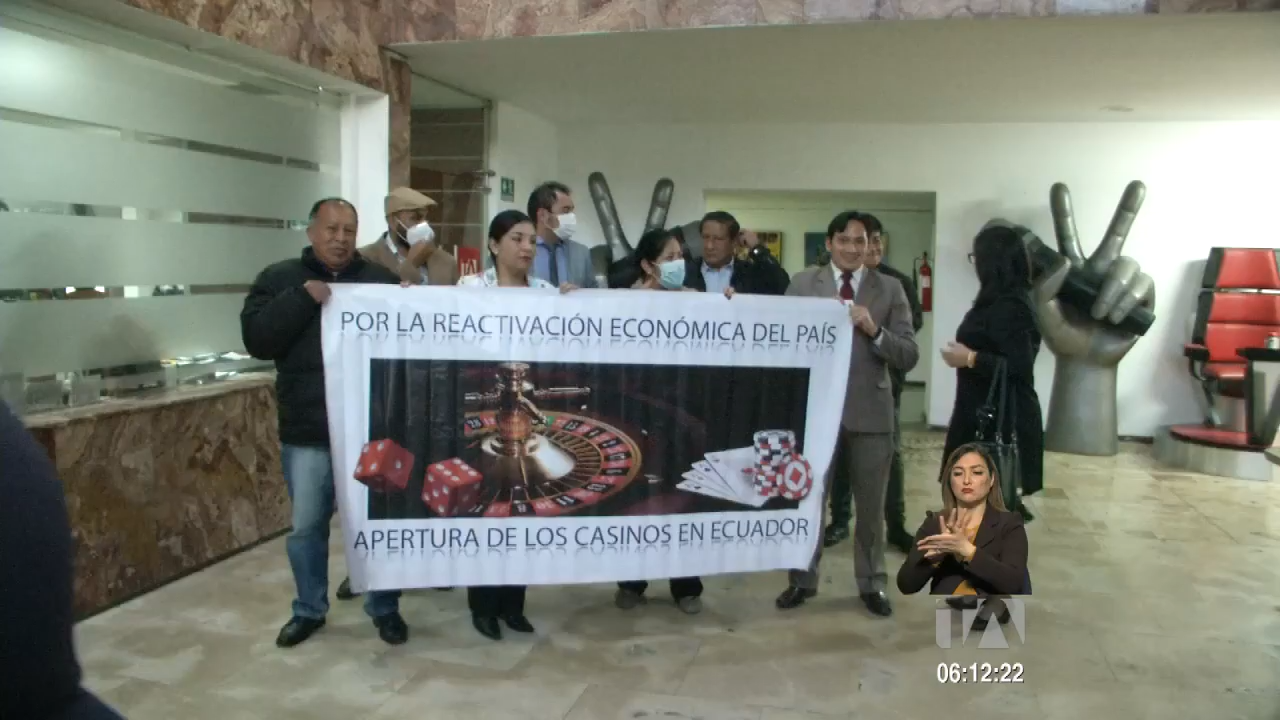 POR LA REACTIVACIÓN ECONÓMICA DEL PAÍS
APERTURA DE LOS CASINOS EN ECUADOR
06:12:22